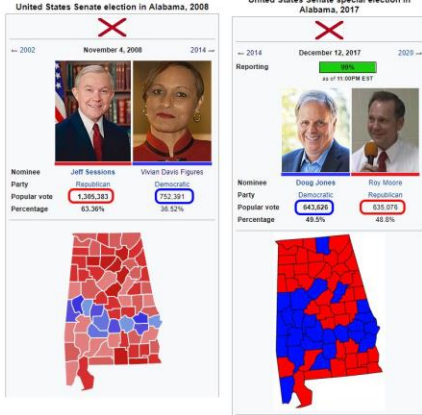 United States Senate election in Alabama, 2008
← 2002 November 4, 2008 2014 →
Nominee Jeff Sessions Vivian Davis Figures
Party Republican Democratic
Popular vote 1,305,383 752,391
Percentage 63.36% 36.52%
United States Senate special election in
Alabama, 2017
← 2014 December 12, 2017 2020 →
Reporting 99%
as of 11:00PM EST
Nominee Doug Jones Roy Moore
Party Democratic Republican
Popular vote 643,626 635,076
Percentage 49.5% 48.8%